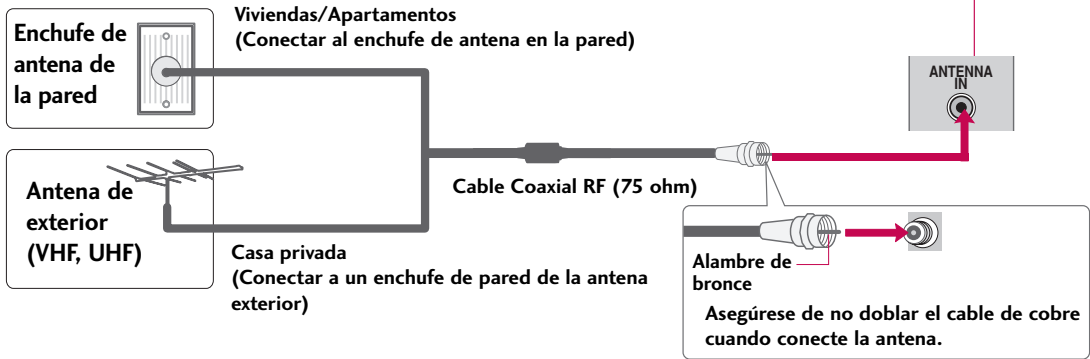 Enchufe de
antena de
la pared
Viviendas/Apartamentos
(Conectar al enchufe de antena en la pared)
ANTENNA
IN
Antena de
exterior
(VHF, UHF)
Cable Coaxial RF (75 ohm)
Casa privada
(Conectar a un enchufe de pared de la antena
exterior)
Alambre de
bronce
Asegúrese de no doblar el cable de cobre
cuando conecte la antena.